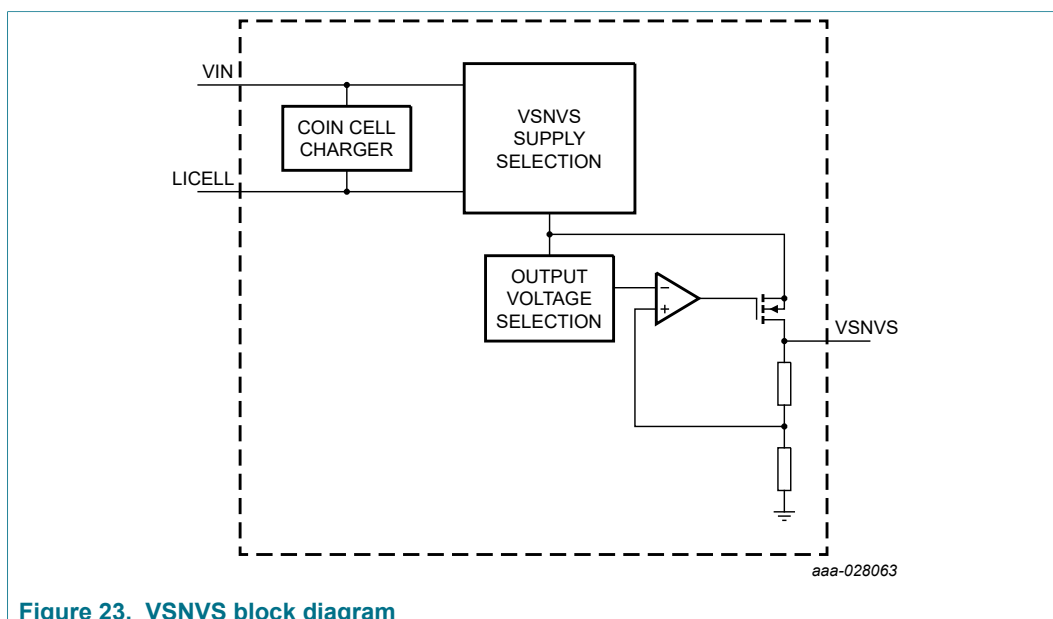 VIN
COIN CELL
CHARGER
LICELL
VSNVS
SUPPLY
SELECTION
OUTPUT
VOLTAGE
SELECTION
−
+
VSNVS
aaa-028063
Figure 23. VSNVS block diagram